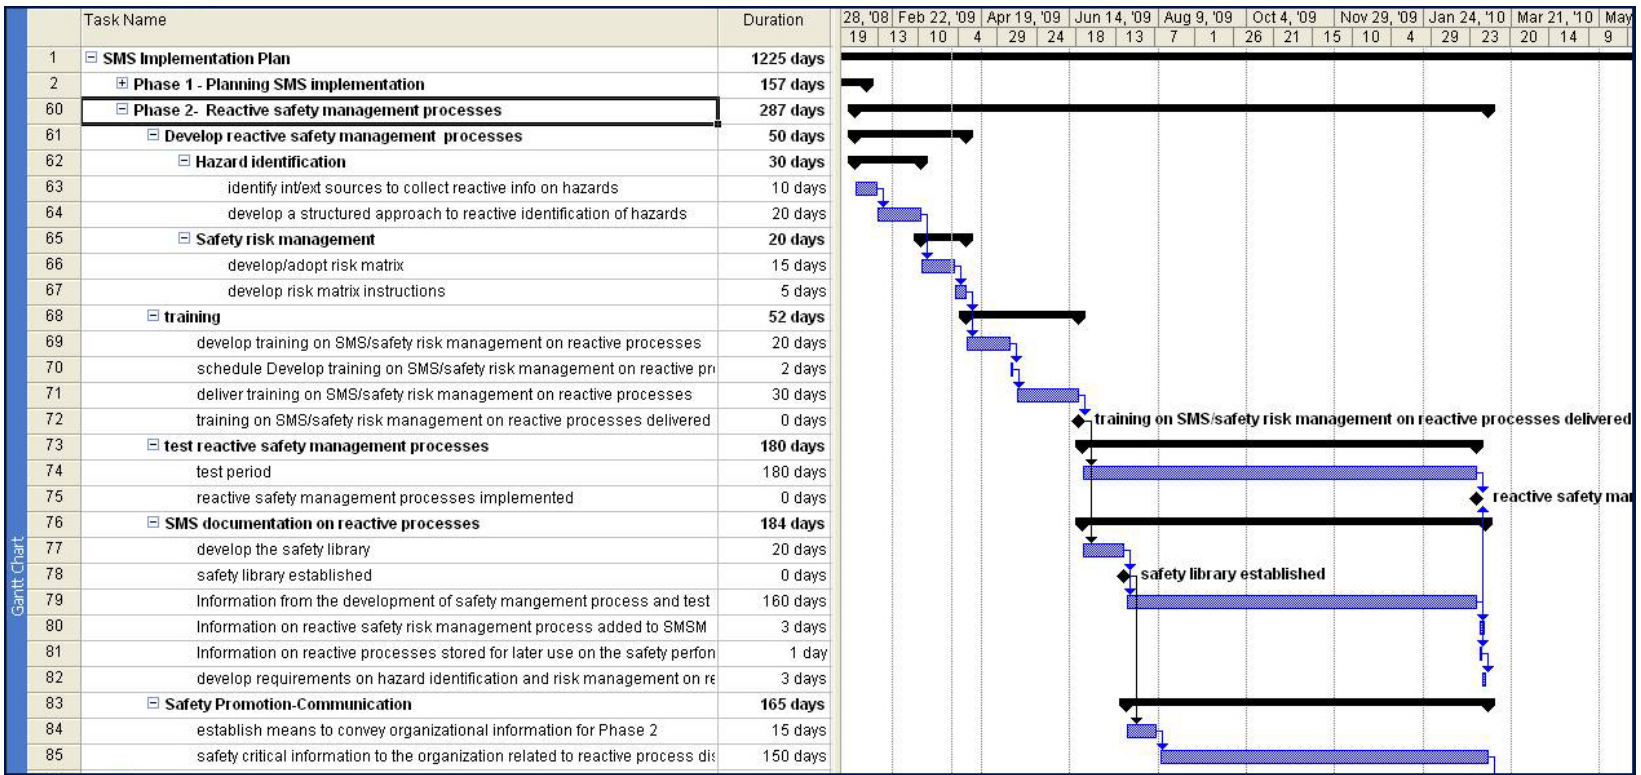 Task Name Duration 28, '08 Feb 22, '09 Apr 19, '09 Jun 14, '09 Aug 9, '09 Oct 4, '09 Nov 29, '09 Jan 24, '10 Mar 21, '10 May
19 13 10 4 29 24 18 13 7 1 26 21 15 10 4 29 23 20 14 9
1 SMS Implementation Plan 1225 days
2 Phase 1 - Planning SMS implementation 157 days
60 Phase 2- Reactive safety management processes 287 days
61 Develop reactive safety management processes 50 days
62 Hazard identification 30 days
63 identify int/ext sources to collect reactive info on hazards 10 days
64 develop a structured approach to reactive identification of hazards 20 days
65 Safety risk management 20 days
66 develop/adopt risk matrix 15 days
67 develop risk matrix instructions 5 days
68 training 52 days
69 develop training on SMS/safety risk management on reactive processes 20 days
70 schedule Develop training on SMS/safety risk management on reactive 2 days
71 deliver training on SMS/safety risk management on reactive processes 30 days
72 training on SMS/safety risk management on reactive processes delivered 0 days training on SMS/safety risk management on reactive processes delivered
73 test reactive safety management processes 180 days
74 test period 180 days
75 reactive safety management processes implemented 0 days reactive safety
76 SMS documentation on reactive processes 184 days
77 develop the safety library 20 days
78 safety library established 0 days safety library established
79 Information from the development of safety mangement process and test 160 days
80 Information on reactive safety risk management process added to SMSM 3 days
81 Information on reactive processes stored for later use on the safety 1 day
82 develop requirements on hazard identification and risk management on 3 days
83 Safety Promotion-Communication 165 days
84 establish means to convey organizational information for Phase 2 15 days
85 safety critical information to the organization related to reactive process 150 days
Gantt Chart